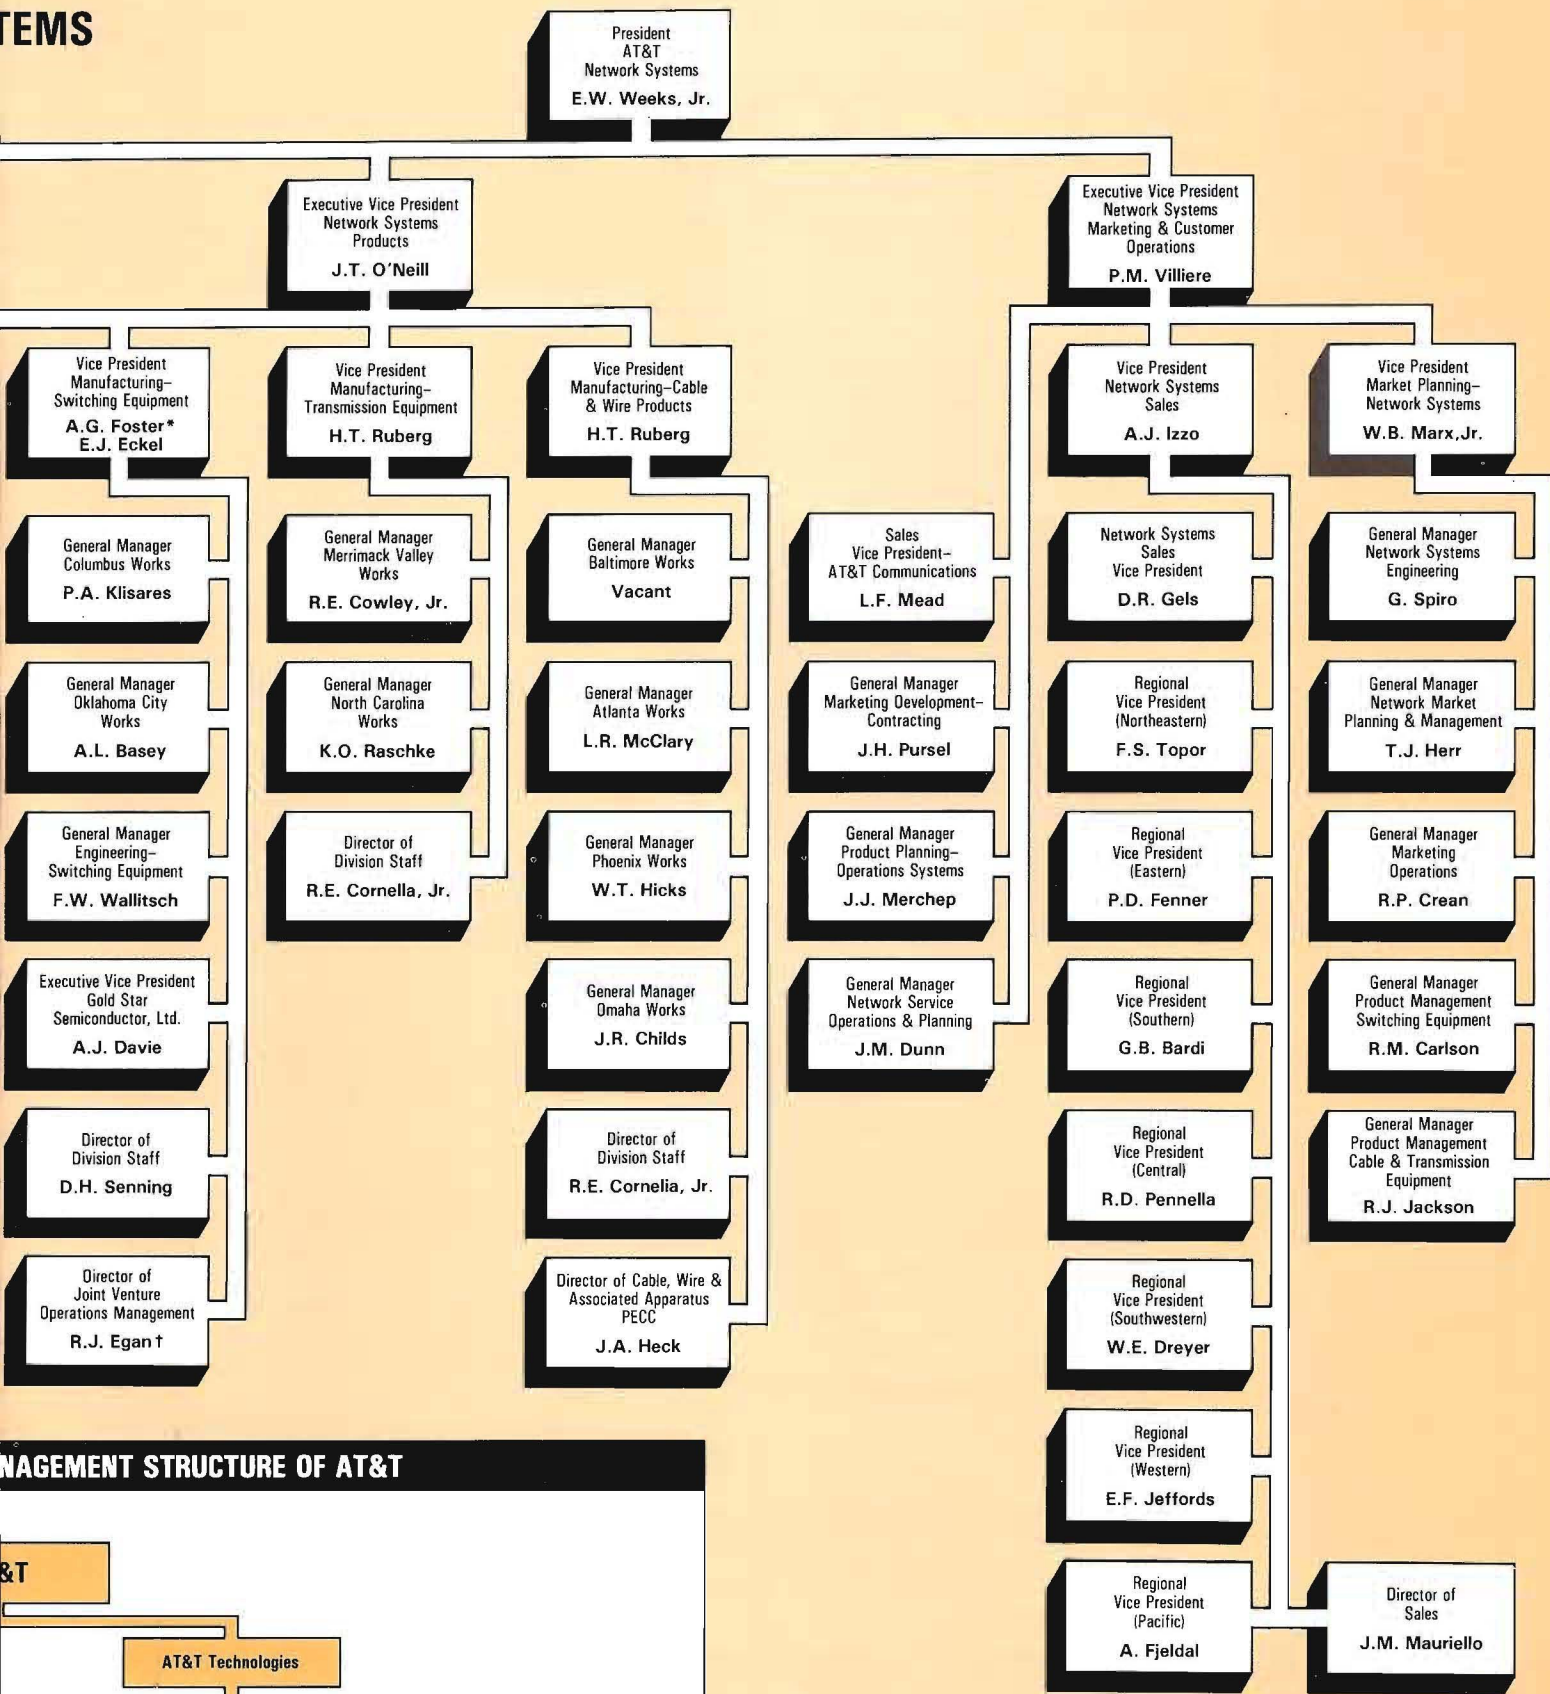 TEMS
President
AT&T
Network Systems
E.W. Weeks, Jr.
Executive Vice President
Network Systems
Products
J.T. O'Neill
Executive Vice President
Network Systems
Marketing & Customer
Operations
P.M. Villiere
Vice President
Manufacturing–
Switching Equipment
A.G. Foster*
E.J. Eckel
Vice President
Manufacturing–
Transmission Equipment
H.T. Ruberg
Vice President
Manufacturing–Cable
& Wire Products
H.T. Ruberg
Vice President
Network Systems
Sales
A.J. Izzo
Vice President
Market Planning–
Network Systems
W.B. Marx,Jr.
General Manager
Columbus Works
P.A. Klisares
General Manager
Merrimack Valley
Works
R.E. Cowley, Jr.
General Manager
Baltimore Works
Vacant
Sales
Vice President–
AT&T Communications
L.F. Mead
Network Systems
Sales
Vice President
D.R. Gels
General Manager
Network Systems
Engineering
G. Spiro
General Manager
Oklahoma City
Works
A.L. Basey
General Manager
North Carolina
Works
K.O. Raschke
General Manager
Atlanta Works
L.R. McClary
General Manager
Marketing Development–
Contracting
J.H. Pursel
Regional
Vice President
(Northeastern)
F.S. Topor
General Manager
Network Market
Planning & Management
T.J. Herr
General Manager
Engineering–
Switching Equipment
F.W. Wallitsch
Director of
Division Staff
R.E. Cornella, Jr.
General Manager
Phoenix Works
W.T. Hicks
General Manager
Product Planning–
Operations Systems
J.J. Merchep
Regional
Vice President
(Eastern)
P.D. Fenner
General Manager
Marketing
Operations
R.P. Crean
Executive Vice President
Gold Star
Semiconductor, Ltd.
A.J. Davie
General Manager
Omaha Works
J.R. Childs
General Manager
Network Service
Operations & Planning
J.M. Dunn
Regional
Vice President
(Southern)
G.B. Bardi
General Manager
Product Management
Switching Equipment
R.M. Carlson
Director of
Division Staff
D.H. Senning
Director of
Division Staff
R.E. Cornelia, Jr.
Regional
Vice President
(Central)
R.D. Pennella
General Manager
Product Management
Cable & Transmission
Equipment
R.J. Jackson
Director of
Joint Venture
Operations Management
R.J. Egan†
Director of Cable, Wire &
Associated Apparatus
PECC
J.A. Heck
Regional
Vice President
(Southwestern)
W.E. Dreyer
Regional
Vice President
(Western)
E.F. Jeffords
Regional
Vice President
(Pacific)
A. Fjeldal
Director of
Sales
J.M. Mauriello
NAGEMENT STRUCTURE OF AT&T
&T
AT&T Technologies